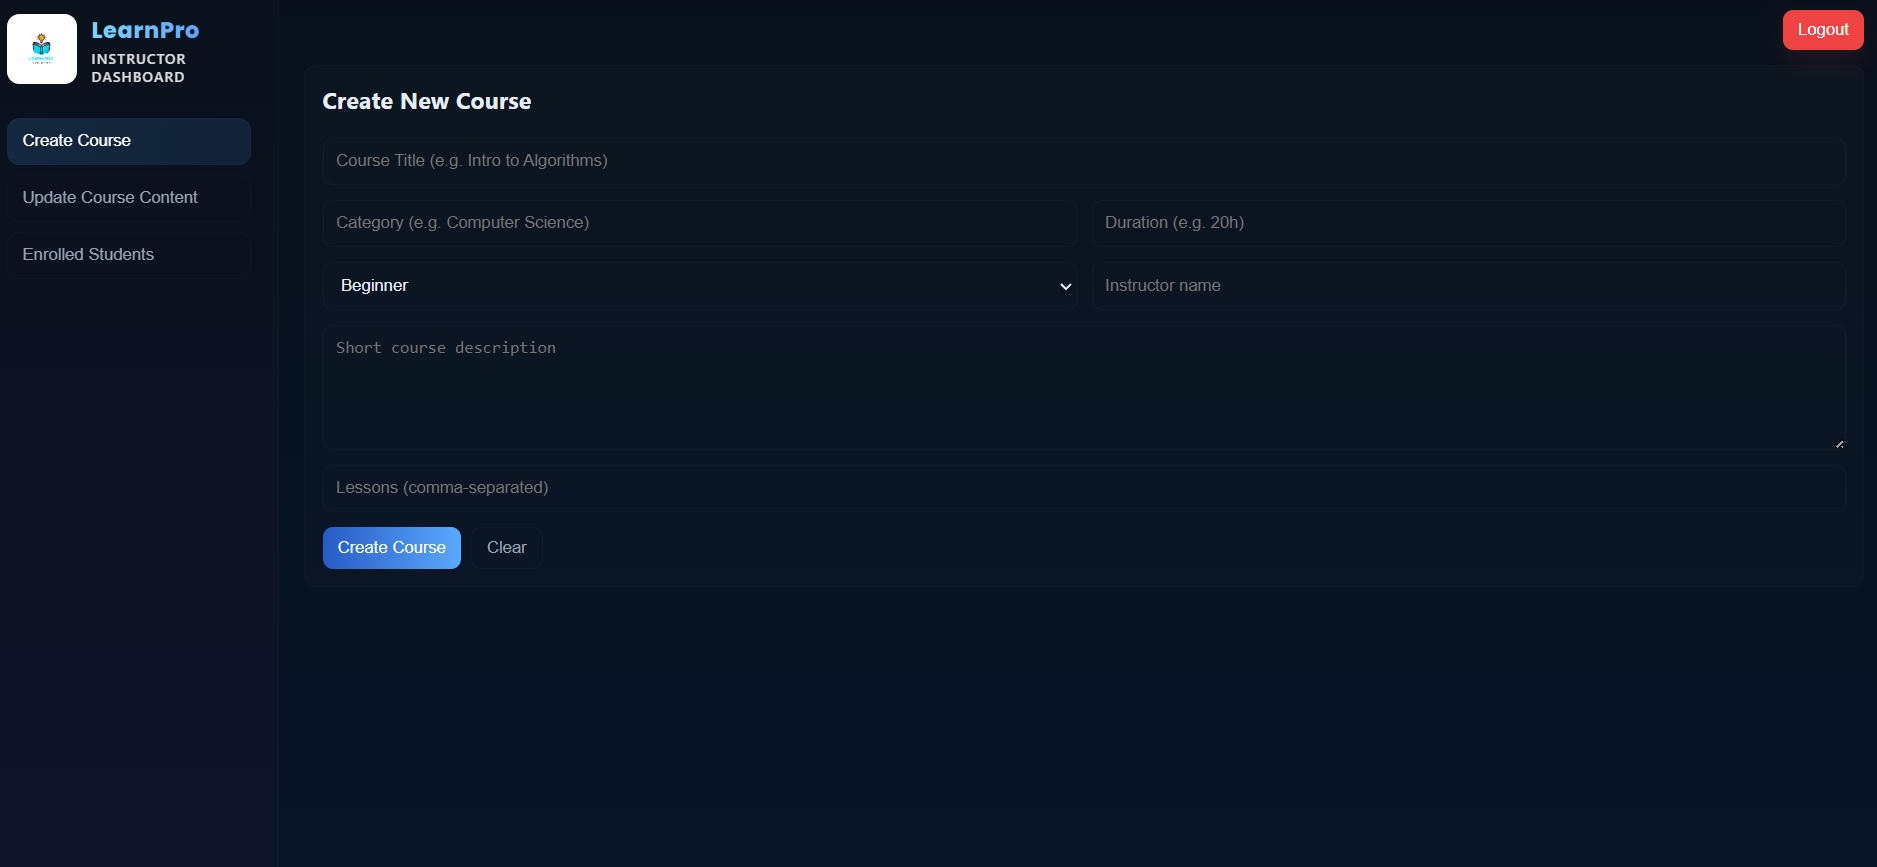 LearnPro
INSTRUCTOR
DASHBOARD
Create Course
Update Course Content
Enrolled Students
Logout
Create New Course
Course Title (e.g. Intro to Algorithms)
Category (e.g. Computer Science)
Duration (e.g. 20h)
Beginner
Instructor name
Short course description
Lessons (comma-separated)
Create Course
Clear